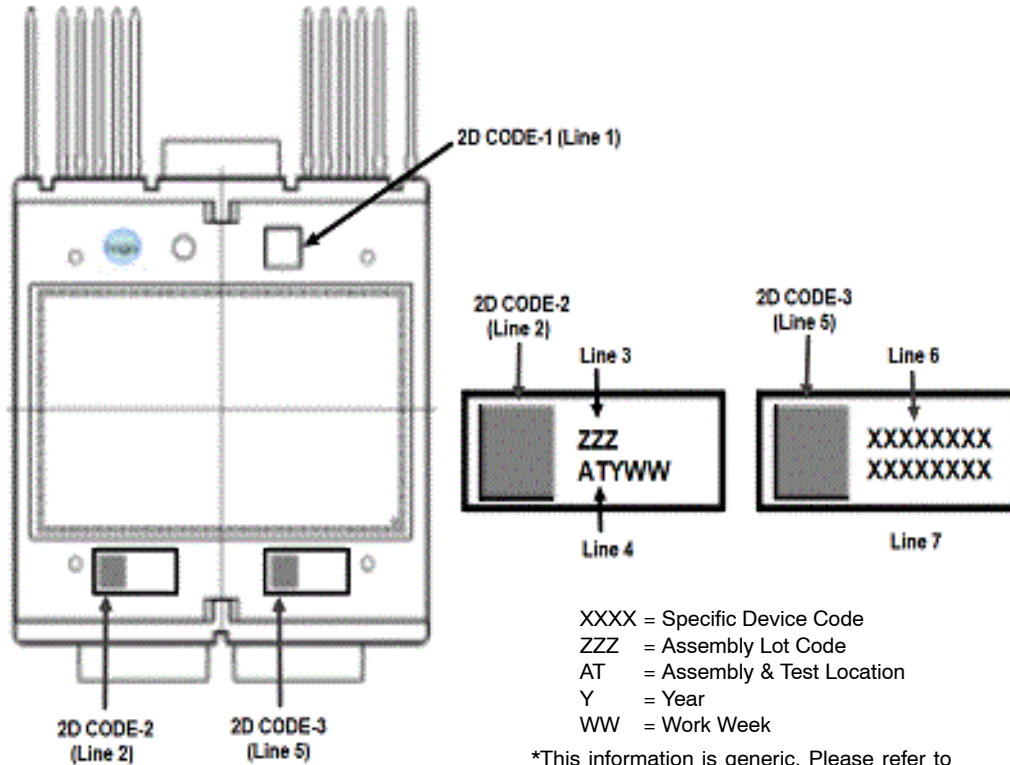 2D CODE-1 (Line 1)
2D CODE-2
(Line 2)
Line 3
ZZZ
ATYWW
Line 4
2D CODE-3
(Line 5)
Line 6
XXXXXXXX
XXXXXXXX
Line 7
2D CODE-2
(Line 2)
2D CODE-3
(Line 5)
XXXX = Specific Device Code
ZZZ = Assembly Lot Code
AT = Assembly & Test Location
Y = Year
WW = Work Week
*This information is generic. Please refer to